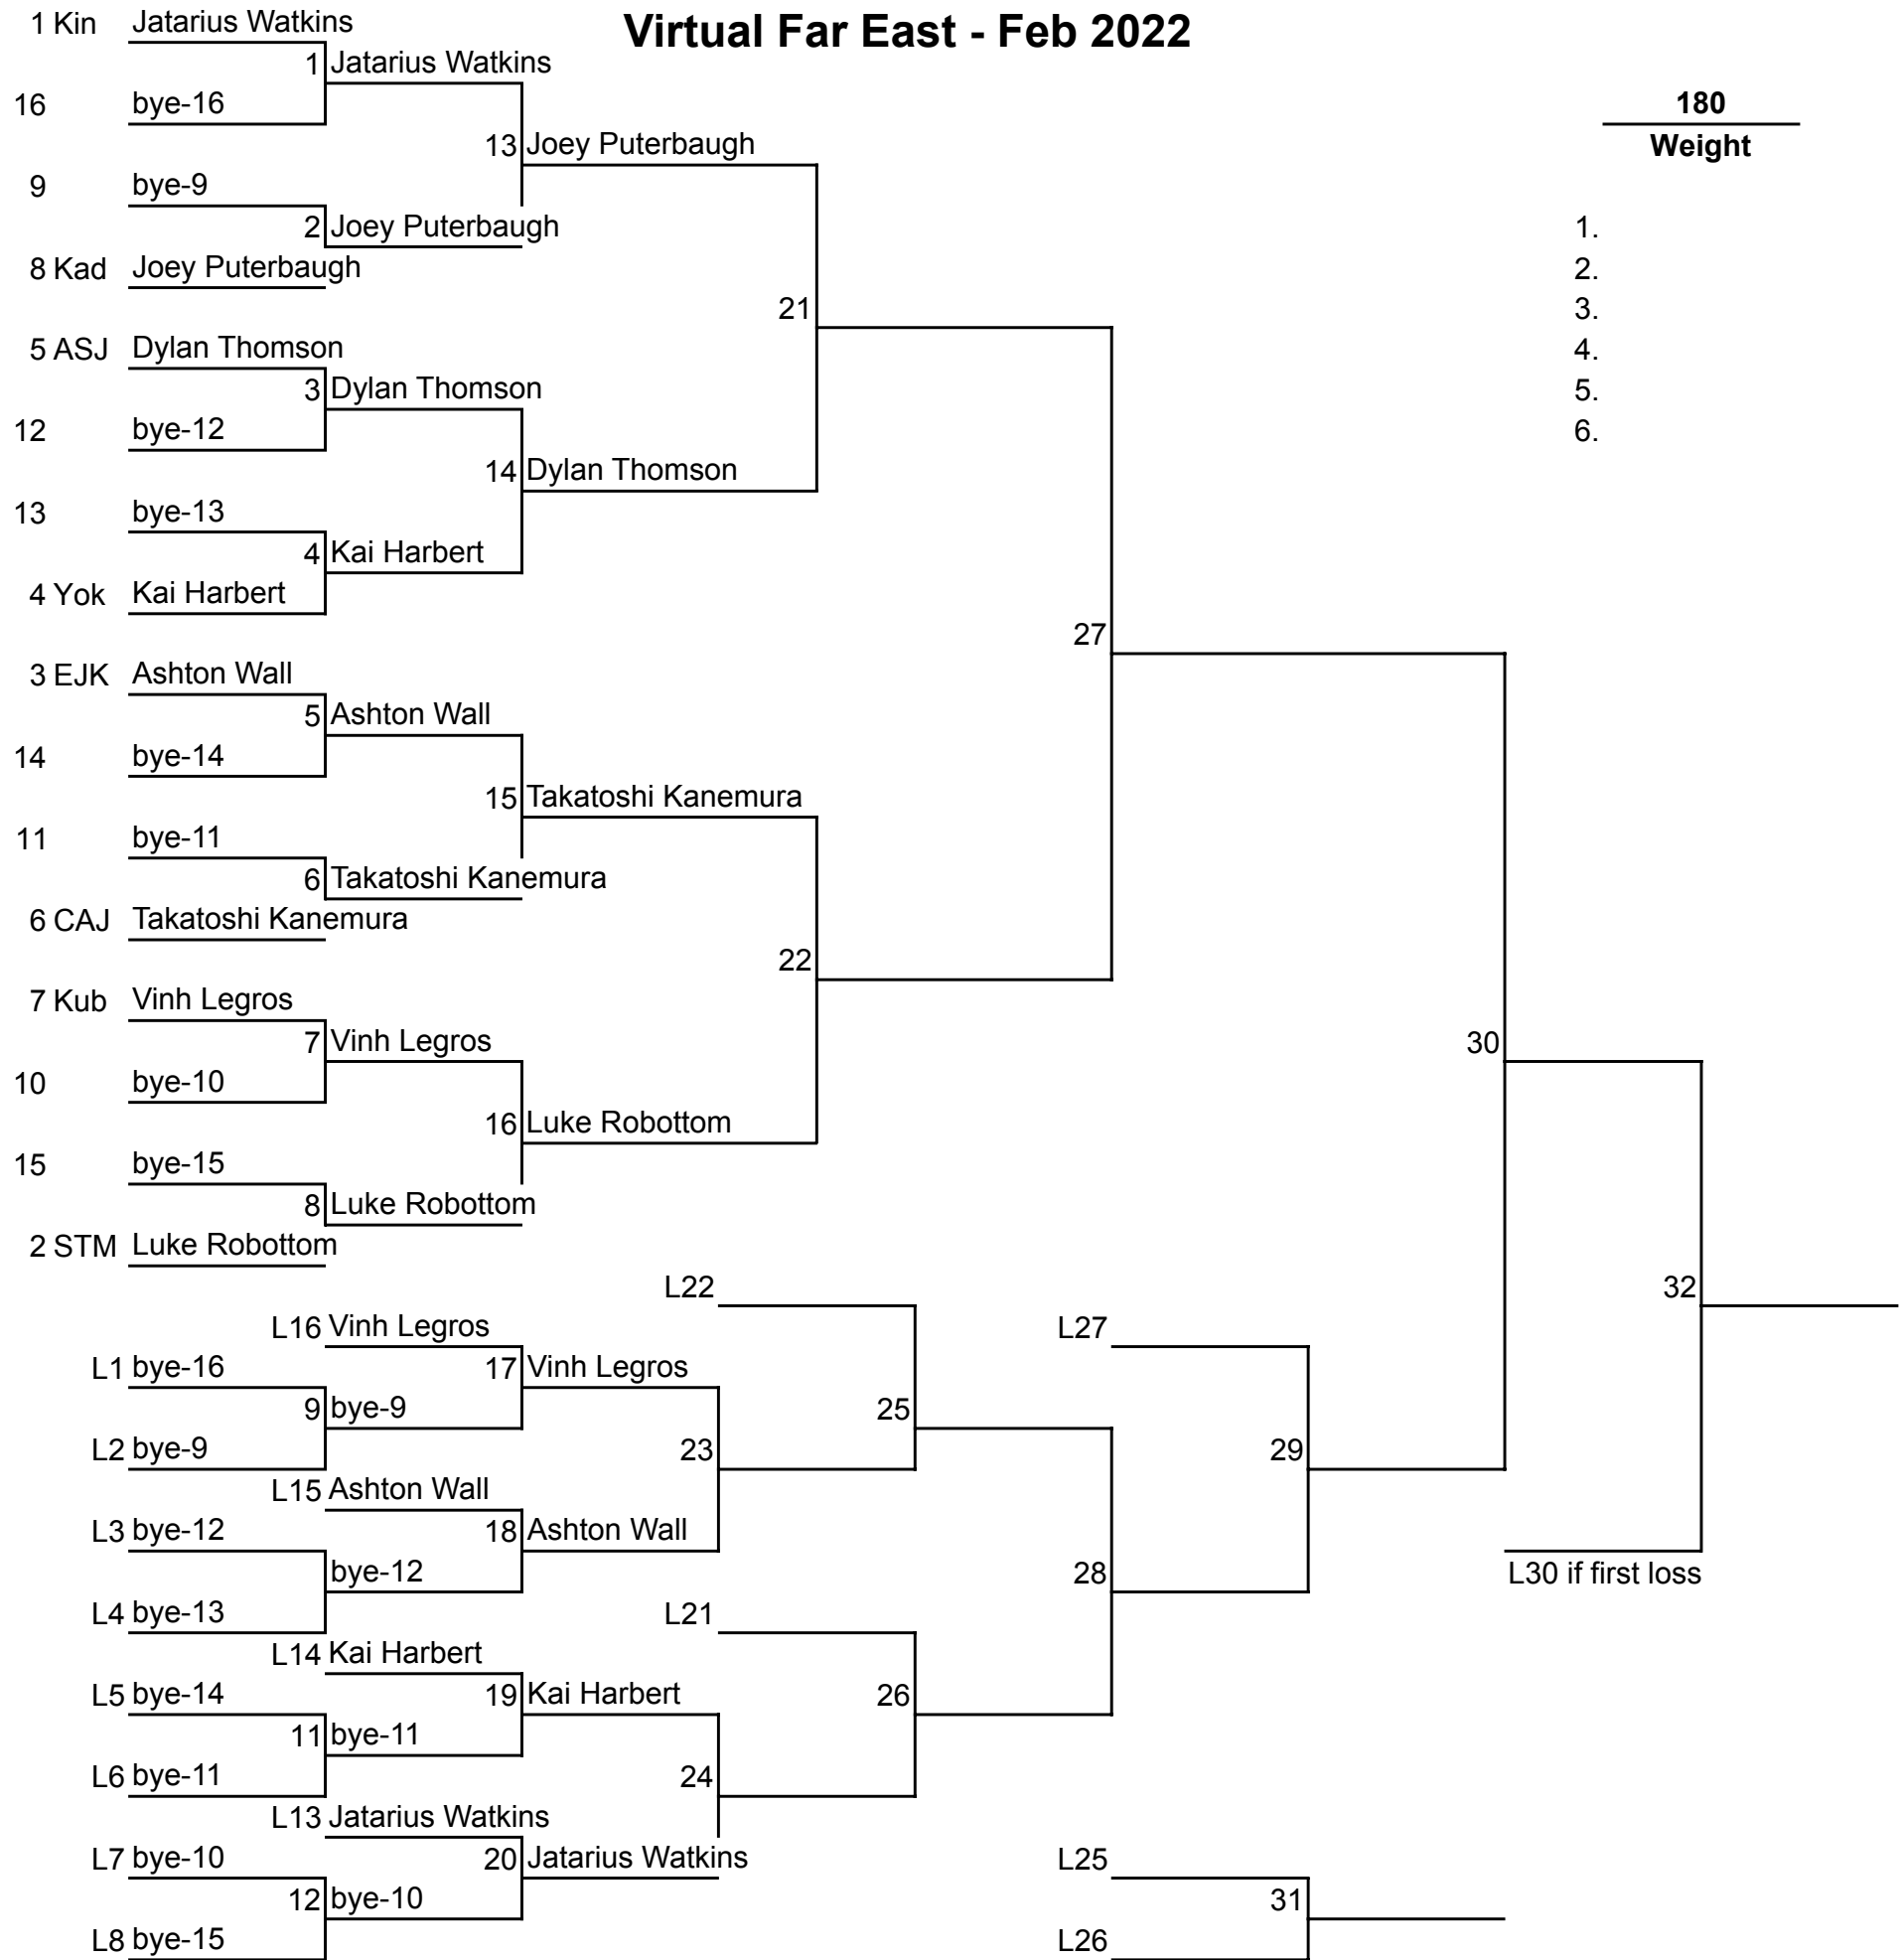 Virtual Far East - Feb 2022
1 Kin Jatarius Watkins
1 Jatarius Watkins
16 bye-16
180
Weight
13 Joey Puterbaugh
9 bye-9
2 Joey Puterbaugh
1.
8 Kad Joey Puterbaugh
2.
21
3.
5 ASJ Dylan Thomson
4.
3 Dylan Thomson
5.
12 bye-12
6.
14 Dylan Thomson
13 bye-13
4 Kai Harbert
4 Yok Kai Harbert
27
3 EJK Ashton Wall
5 Ashton Wall
14 bye-14
15 Takatoshi Kanemura
11 bye-11
6 Takatoshi Kanemura
6 CAJ Takatoshi Kanemura
22
7 Kub Vinh Legros
7 Vinh Legros
30
10 bye-10
16 Luke Robottom
15 bye-15
8 Luke Robottom
2 STM Luke Robottom
L22
32
L16 Vinh Legros
L27
L1 bye-16
17 Vinh Legros
9 bye-9
25
L2 bye-9
23
29
L15 Ashton Wall
L3 bye-12
18 Ashton Wall
bye-12
28
L30 if first loss
L4 bye-13
L21
L14 Kai Harbert
L5 bye-14
19 Kai Harbert
26
11 bye-11
L6 bye-11
24
L13 Jatarius Watkins
L7 bye-10
20 Jatarius Watkins
L25
12 bye-10
31
L8 bye-15
L26